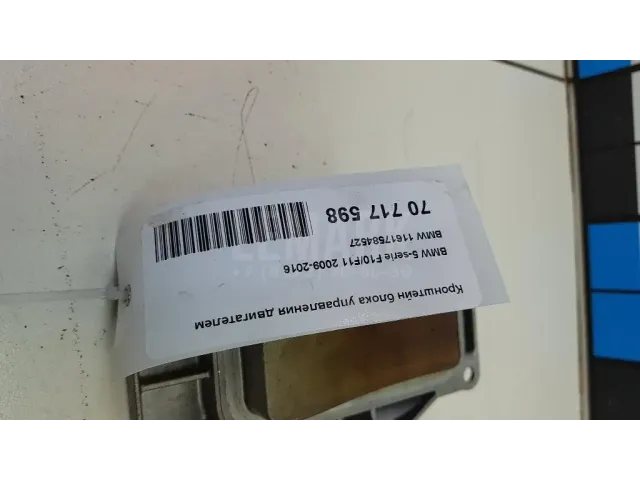 Кронштейн блока управления двигателем
BMW 5-serie F10/F11 2009-2016
BMW 11617584527
70 717 598